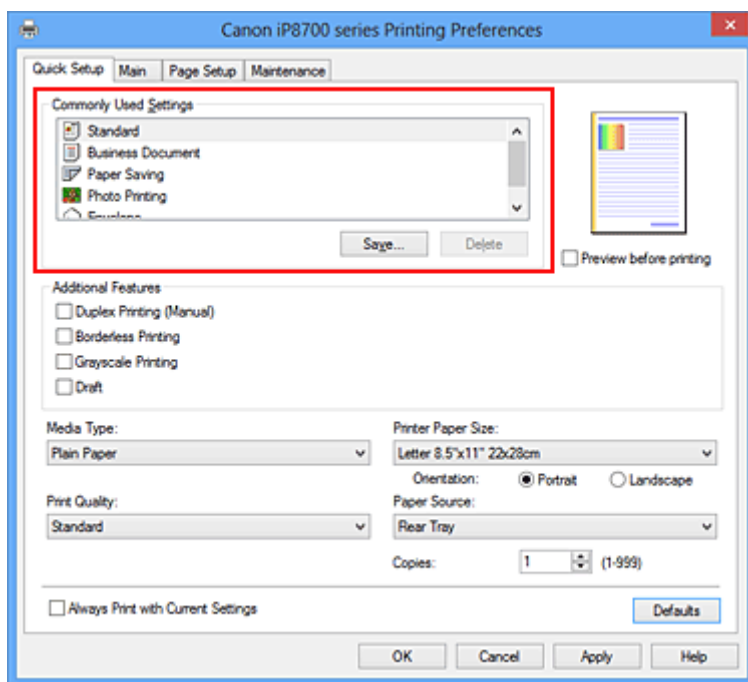 Canon iP8700 series Printing Preferences
Quick Setup Main Page Setup Maintenance
Commonly Used Settings
Standard
Business Document
Paper Saving
Photo Printing
Envelope
Save... Delete
Preview before printing
Additional Features
Duplex Printing (Manual)
Borderless Printing
Grayscale Printing
Draft
Media Type:
Plain Paper
Printer Paper Size:
Letter 8.5"x11" 22x28cm
Orientation: Portrait Landscape
Print Quality:
Standard
Paper Source:
Rear Tray
Copies: 1 (1-999)
Always Print with Current Settings
Defaults
OK Cancel Apply Help